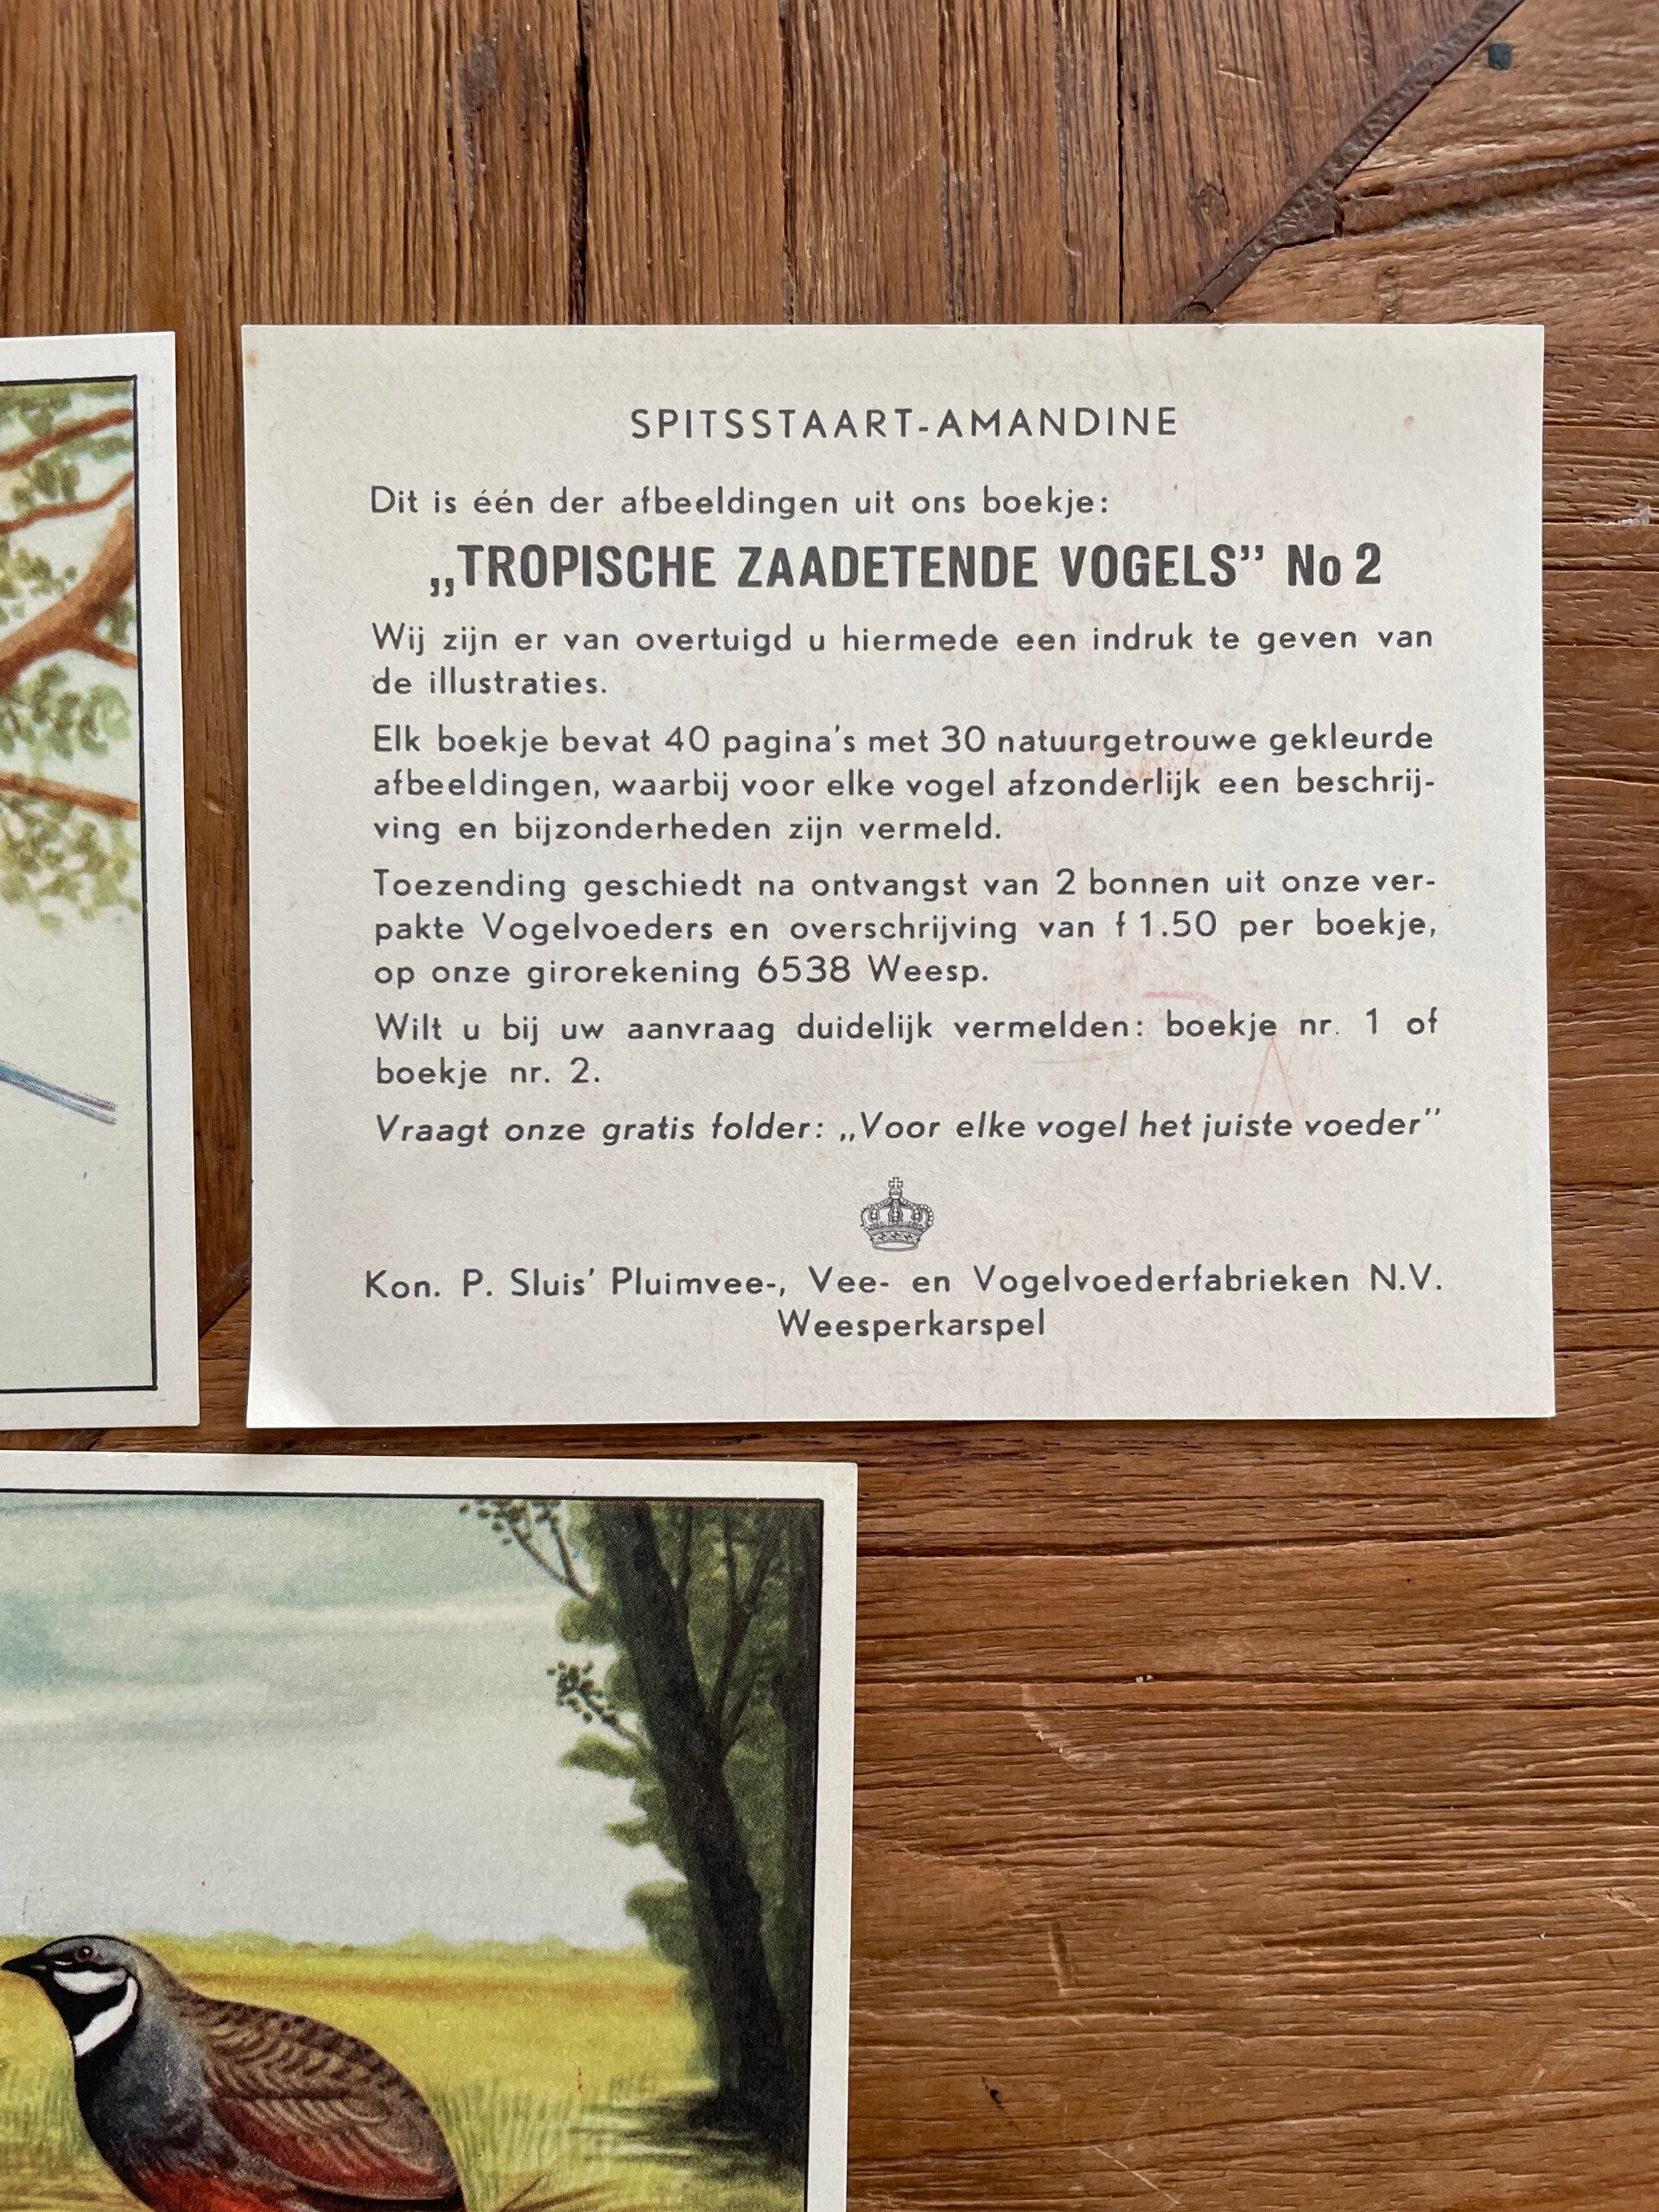 SPITSSTAART-AMANDINE
Dit is één der afbeeldingen uit ons boekje:
„TROPISCHE ZAADETENDE VOGELS” No 2
Wij zijn er van overtuigd u hiermede een indruk te geven van
de illustraties.
Elk boekje bevat 40 pagina's met 30 natuurgetrouwe gekleurde
afbeeldingen, waarbij voor elke vogel afzonderlijk een beschrij-
ving en bijzonderheden zijn vermeld.
Toezending geschiedt na ontvangst van 2 bonnen uit onze ver-
pakte Vogelvoeders en overschrijving van f 1.50 per boekje,
op onze girorekening 6538 Weesp.
Wilt u bij uw aanvraag duidelijk vermelden: boekje nr. 1 of
boekje nr. 2.
Vraagt onze gratis folder: „Voor elke vogel het juiste voeder”
Kon. P. Sluis' Pluimvee-, Vee- en Vogelvoederfabrieken N.V.
Weesperkarspel